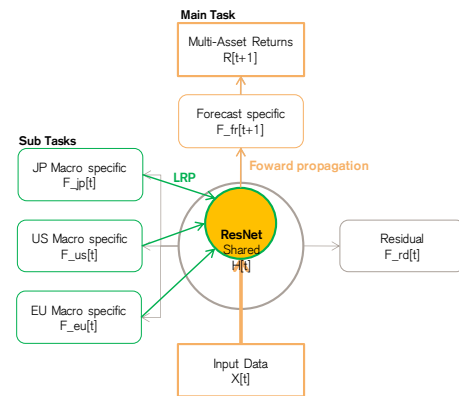 Main Task
Multi-Asset Returns
R[t+1]
Forecast specific
F_fr[t+1]
Sub Tasks
Foward propagation
LRP
JP Macro specific
F_jp[t]
US Macro specific
F_us[t]
EU Macro specific
F_eu[t]
ResNet
Shared
H[t]
Residual
F_rd[t]
Input Data
X[t]